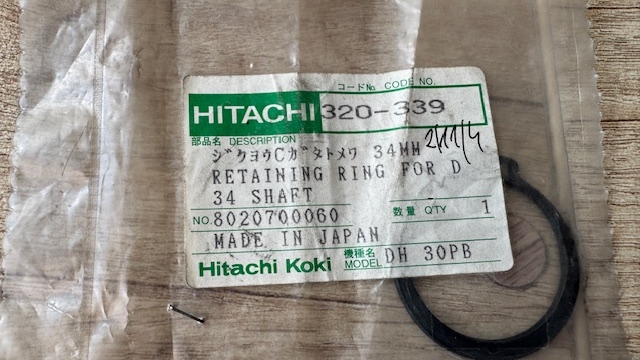 コードNo. CODE NO.
HITACHI 320-339
部品名 DESCRIPTION
ジクヨウCガタトメワ 34MM
RETAINING RING FOR D
34 SHAFT
NO. 8020700060 数量 QTY 1
MADE IN JAPAN
Hitachi Koki 機種名 MODEL DH 30PB